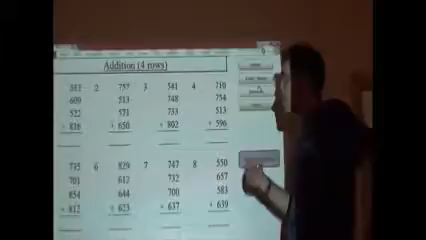 Addition (4 rows)
2 757 3 581 4 710
609 513 748 754
522 571 733 513
+ 816 + 650 + 802 + 596
735 6 829 7 747 8 550
701 612 732 657
854 644 700 583
+ 812 + 623 + 637 + 639